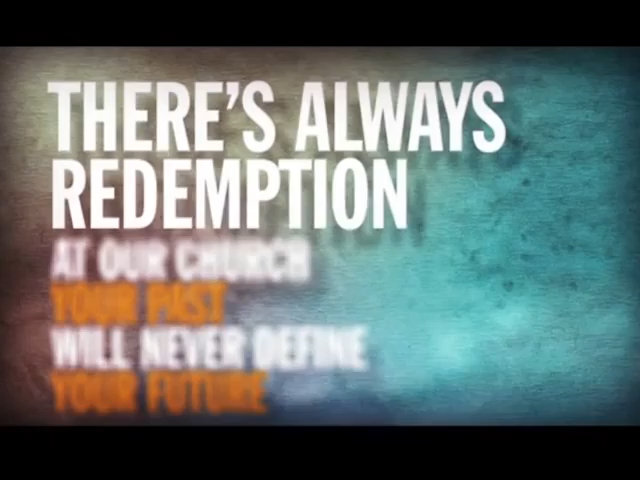 THERE'S ALWAYS
REDEMPTION
AT OUR CHURCH
YOUR PAST
WILL NEVER DEFINE
YOUR FUTURE